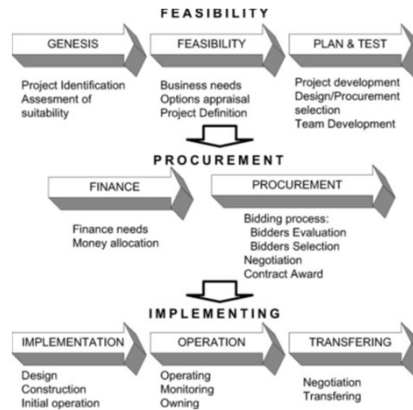 FEASIBILITY
GENESIS
FEASIBILITY
PLAN & TEST
Project Identification
Assesment of
suitability
Business needs
Options appraisal
Project Definition
Project development
Design/Procurement
selection
Team Development
PROCUREMENT
FINANCE
PROCUREMENT
Finance needs
Money allocation
Bidding process:
Bidders Evaluation
Bidders Selection
Negotiation
Contract Award
IMPLEMENTING
IMPLEMENTATION
OPERATION
TRANSFERING
Design
Construction
Initial operation
Operating
Monitoring
Owning
Negotiation
Transfering